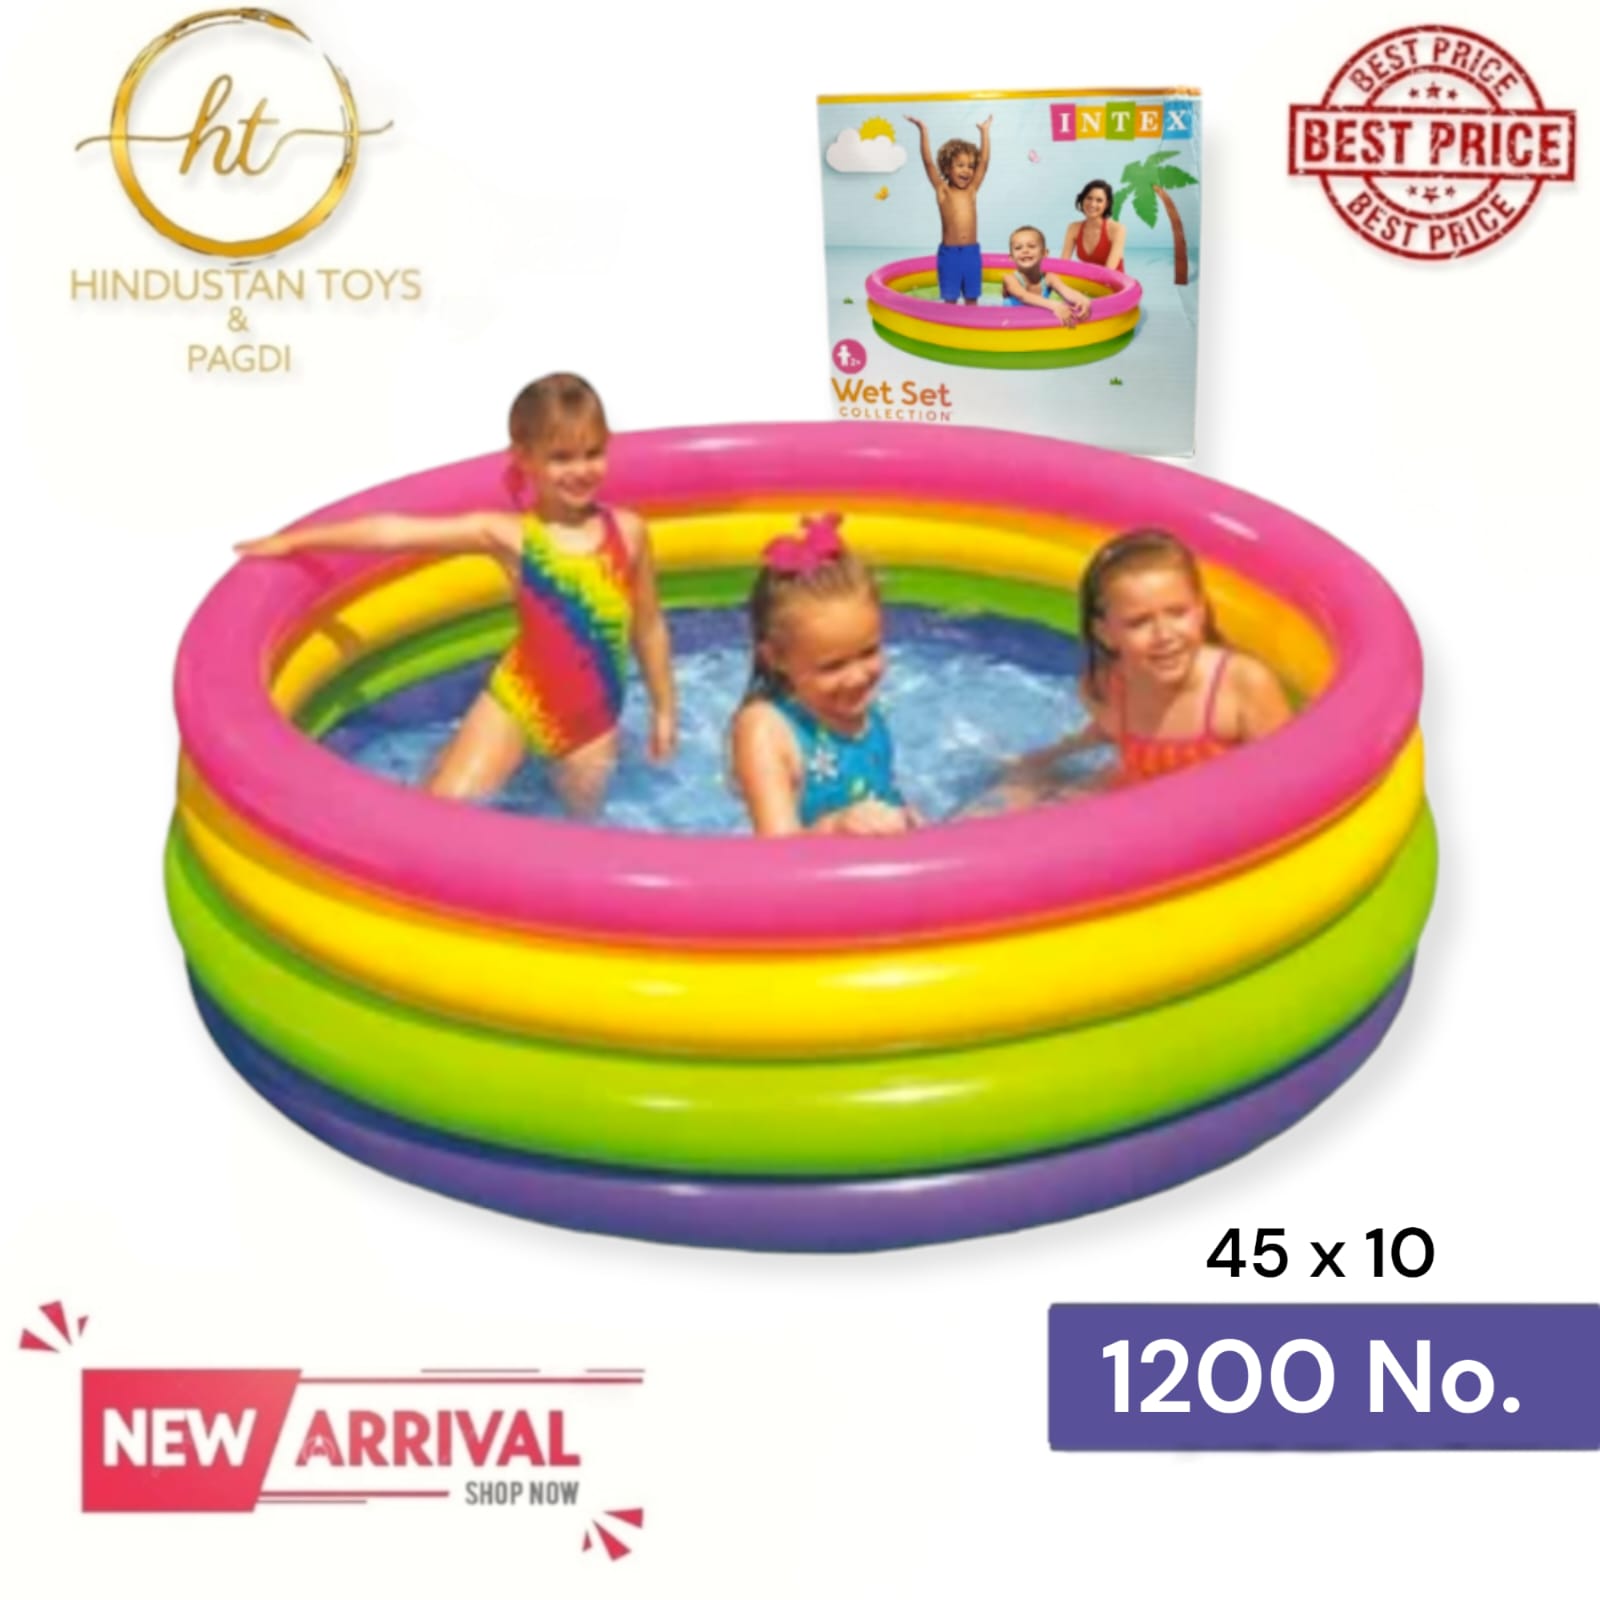 ht
HINDUSTAN TOYS
&
PAGDI
INTEX
2+
Wet Set
COLLECTION
BEST PRICE
BEST PRICE
BEST PRICE
45 x 10
1200 No.
NEW ARRIVAL
SHOP NOW